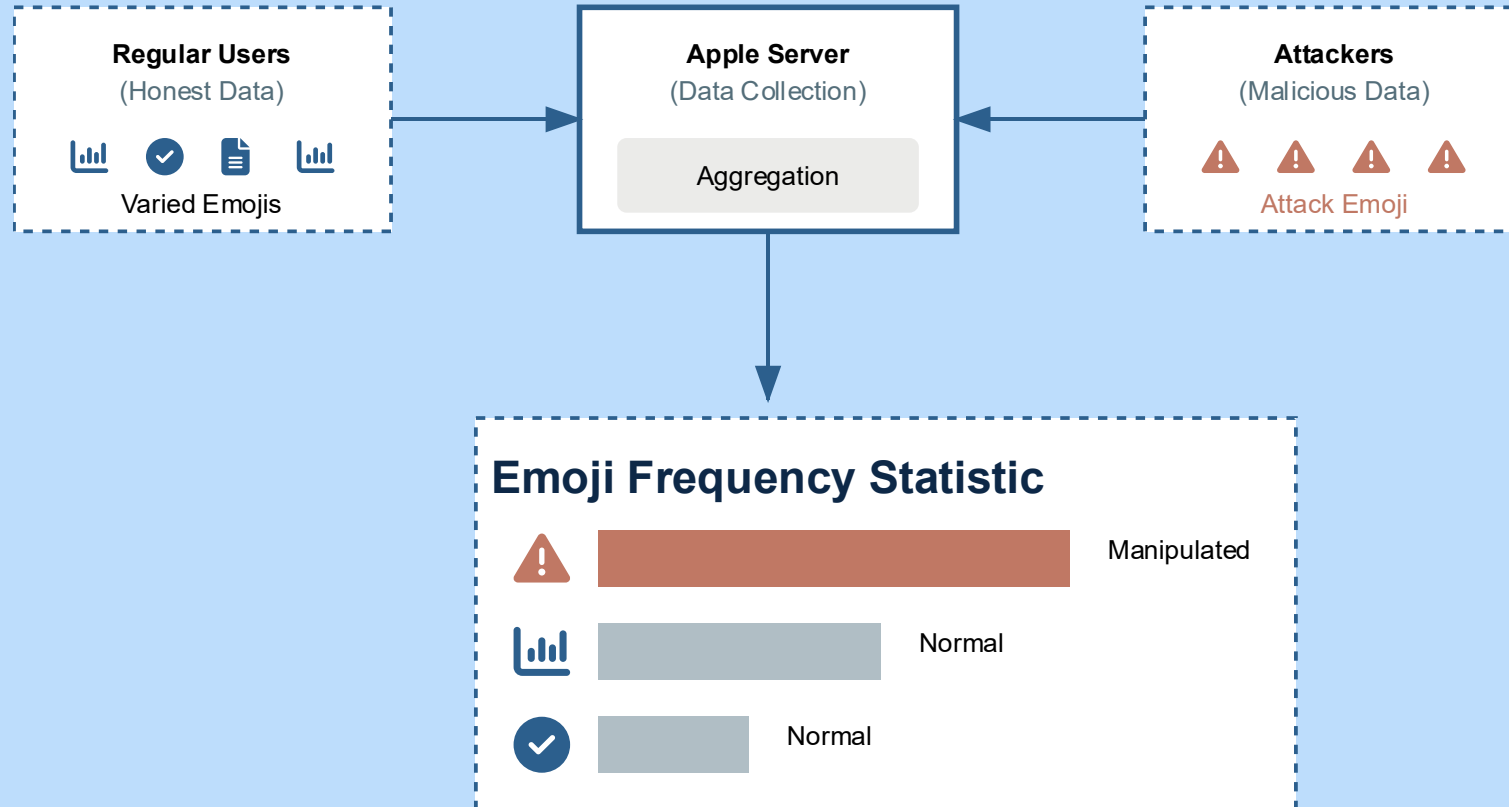 Regular Users
(Honest Data)
Varied Emojis
Apple Server
(Data Collection)
Aggregation
Attackers
(Malicious Data)
Attack Emoji
Emoji Frequency Statistic
Manipulated
Normal
Normal